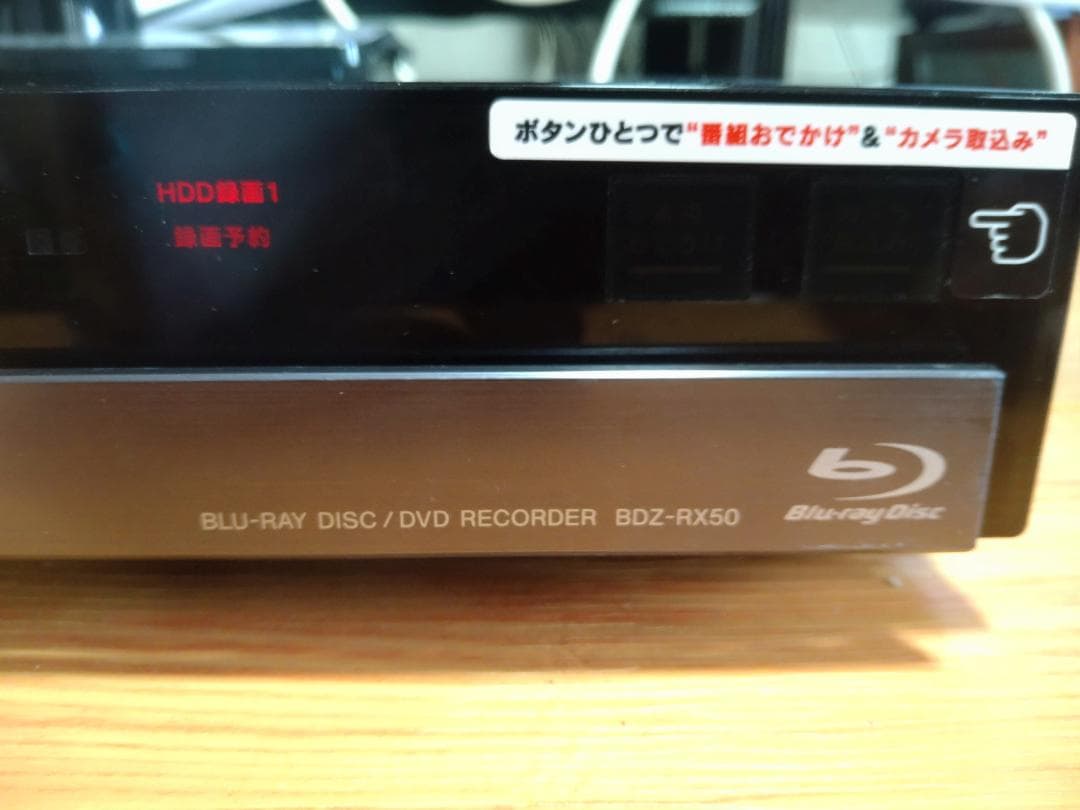 ボタンひとつで“番組おでかけ”&“カメラ取込み”
HDD録画1
録画予約
BLU-RAY DISC / DVD RECORDER BDZ-RX50
Blu-ray Disc